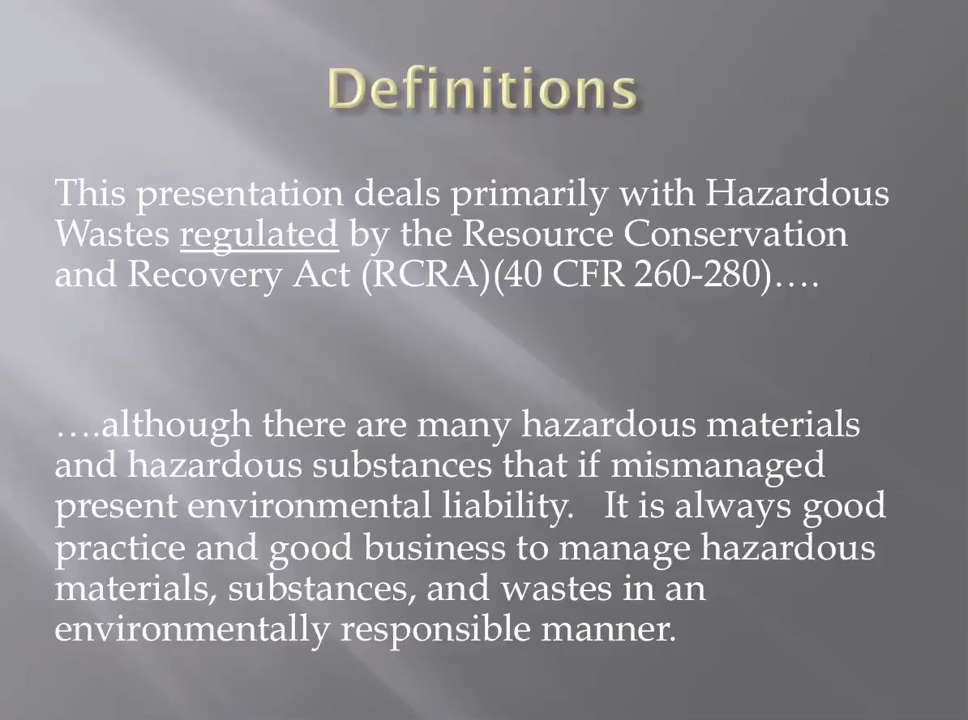 Definitions
This presentation deals primarily with Hazardous
Wastes regulated by the Resource Conservation
and Recovery Act (RCRA)(40 CFR 260-280)….
….although there are many hazardous materials
and hazardous substances that if mismanaged
present environmental liability.   It is always good
practice and good business to manage hazardous
materials, substances, and wastes in an
environmentally responsible manner.